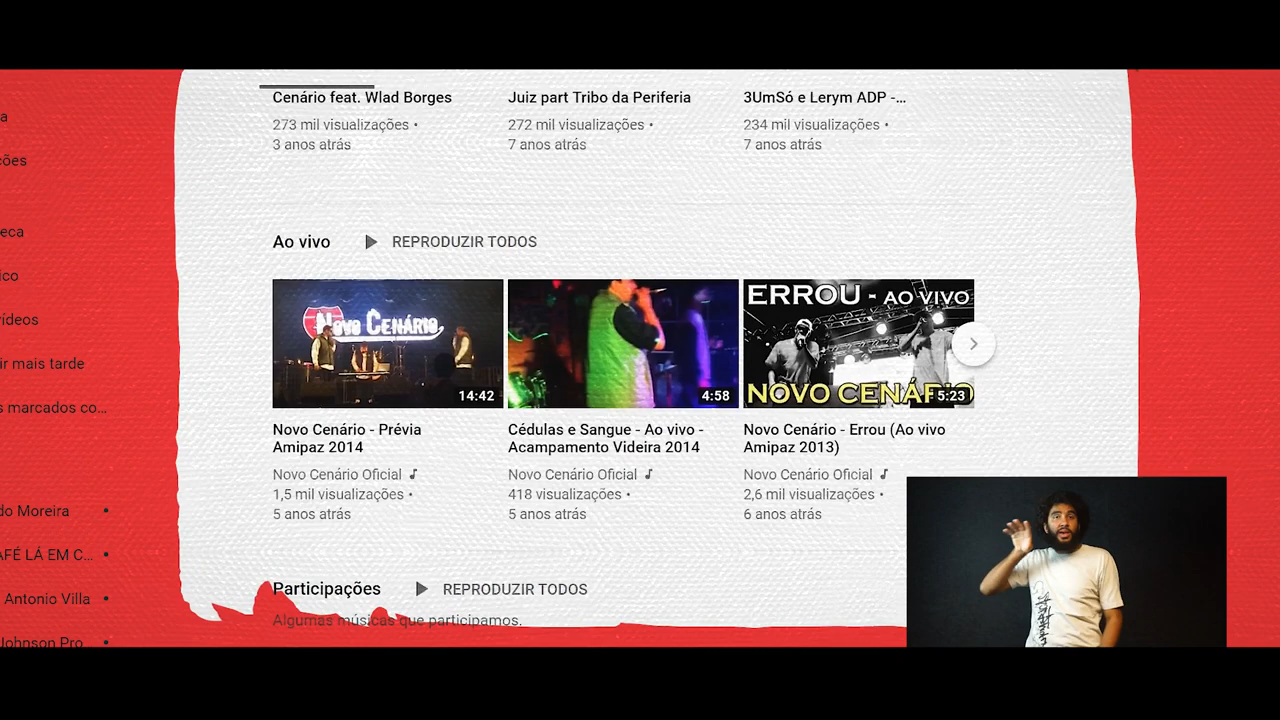 Cenário feat. Wlad Borges
273 mil visualizações •
3 anos atrás
Juiz part Tribo da Periferia
272 mil visualizações •
7 anos atrás
3UmSó e Lerym ADP -...
234 mil visualizações •
7 anos atrás
a
ções
eca
ico
vídeos
ir mais tarde
s marcados co...
do Moreira •
AFÉ LÁ EM C... •
Antonio Villa •
Johnson Pro •
Ao vivo
REPRODUZIR TODOS
Novo Cenário
14:42
4:58
ERROU - AO VIVO
NOVO CENÁRIO
5:23
Novo Cenário - Prévia
Amipaz 2014
Novo Cenário Oficial
1,5 mil visualizações •
5 anos atrás
Cédulas e Sangue - Ao vivo -
Acampamento Videira 2014
Novo Cenário Oficial
418 visualizações •
5 anos atrás
Novo Cenário - Errou (Ao vivo
Amipaz 2013)
Novo Cenário Oficial
2,6 mil visualizações •
6 anos atrás
Participações
REPRODUZIR TODOS
Algumas músicas que participamos.